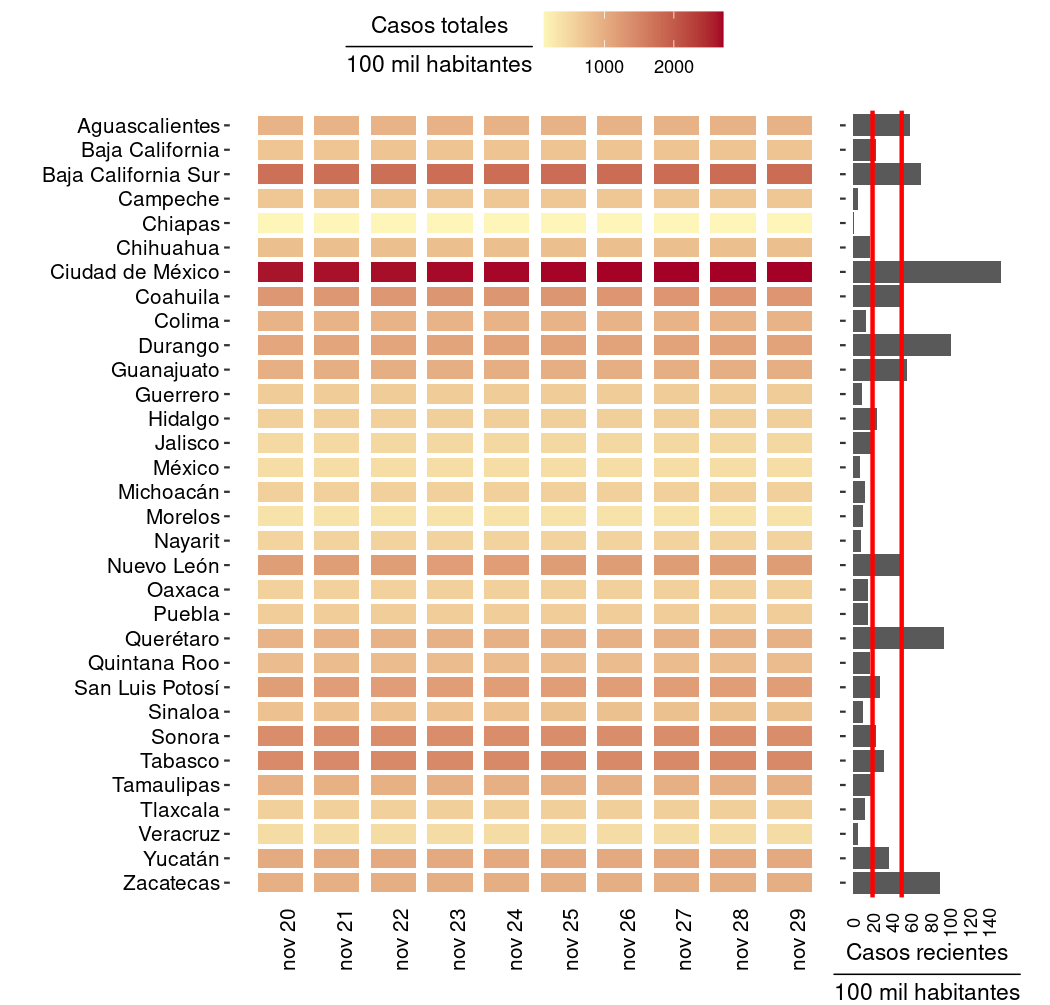 Casos totales
100 mil habitantes
1000 2000
Aguascalientes
Baja California
Baja California Sur
Campeche
Chiapas
Chihuahua
Ciudad de México
Coahuila
Colima
Durango
Guanajuato
Guerrero
Hidalgo
Jalisco
México
Michoacán
Morelos
Nayarit
Nuevo León
Oaxaca
Puebla
Querétaro
Quintana Roo
San Luis Potosí
Sinaloa
Sonora
Tabasco
Tamaulipas
Tlaxcala
Veracruz
Yucatán
Zacatecas
nov 20
nov 21
nov 22
nov 23
nov 24
nov 25
nov 26
nov 27
nov 28
nov 29
0
20
40
60
80
100
120
140
Casos recientes
100 mil habitantes